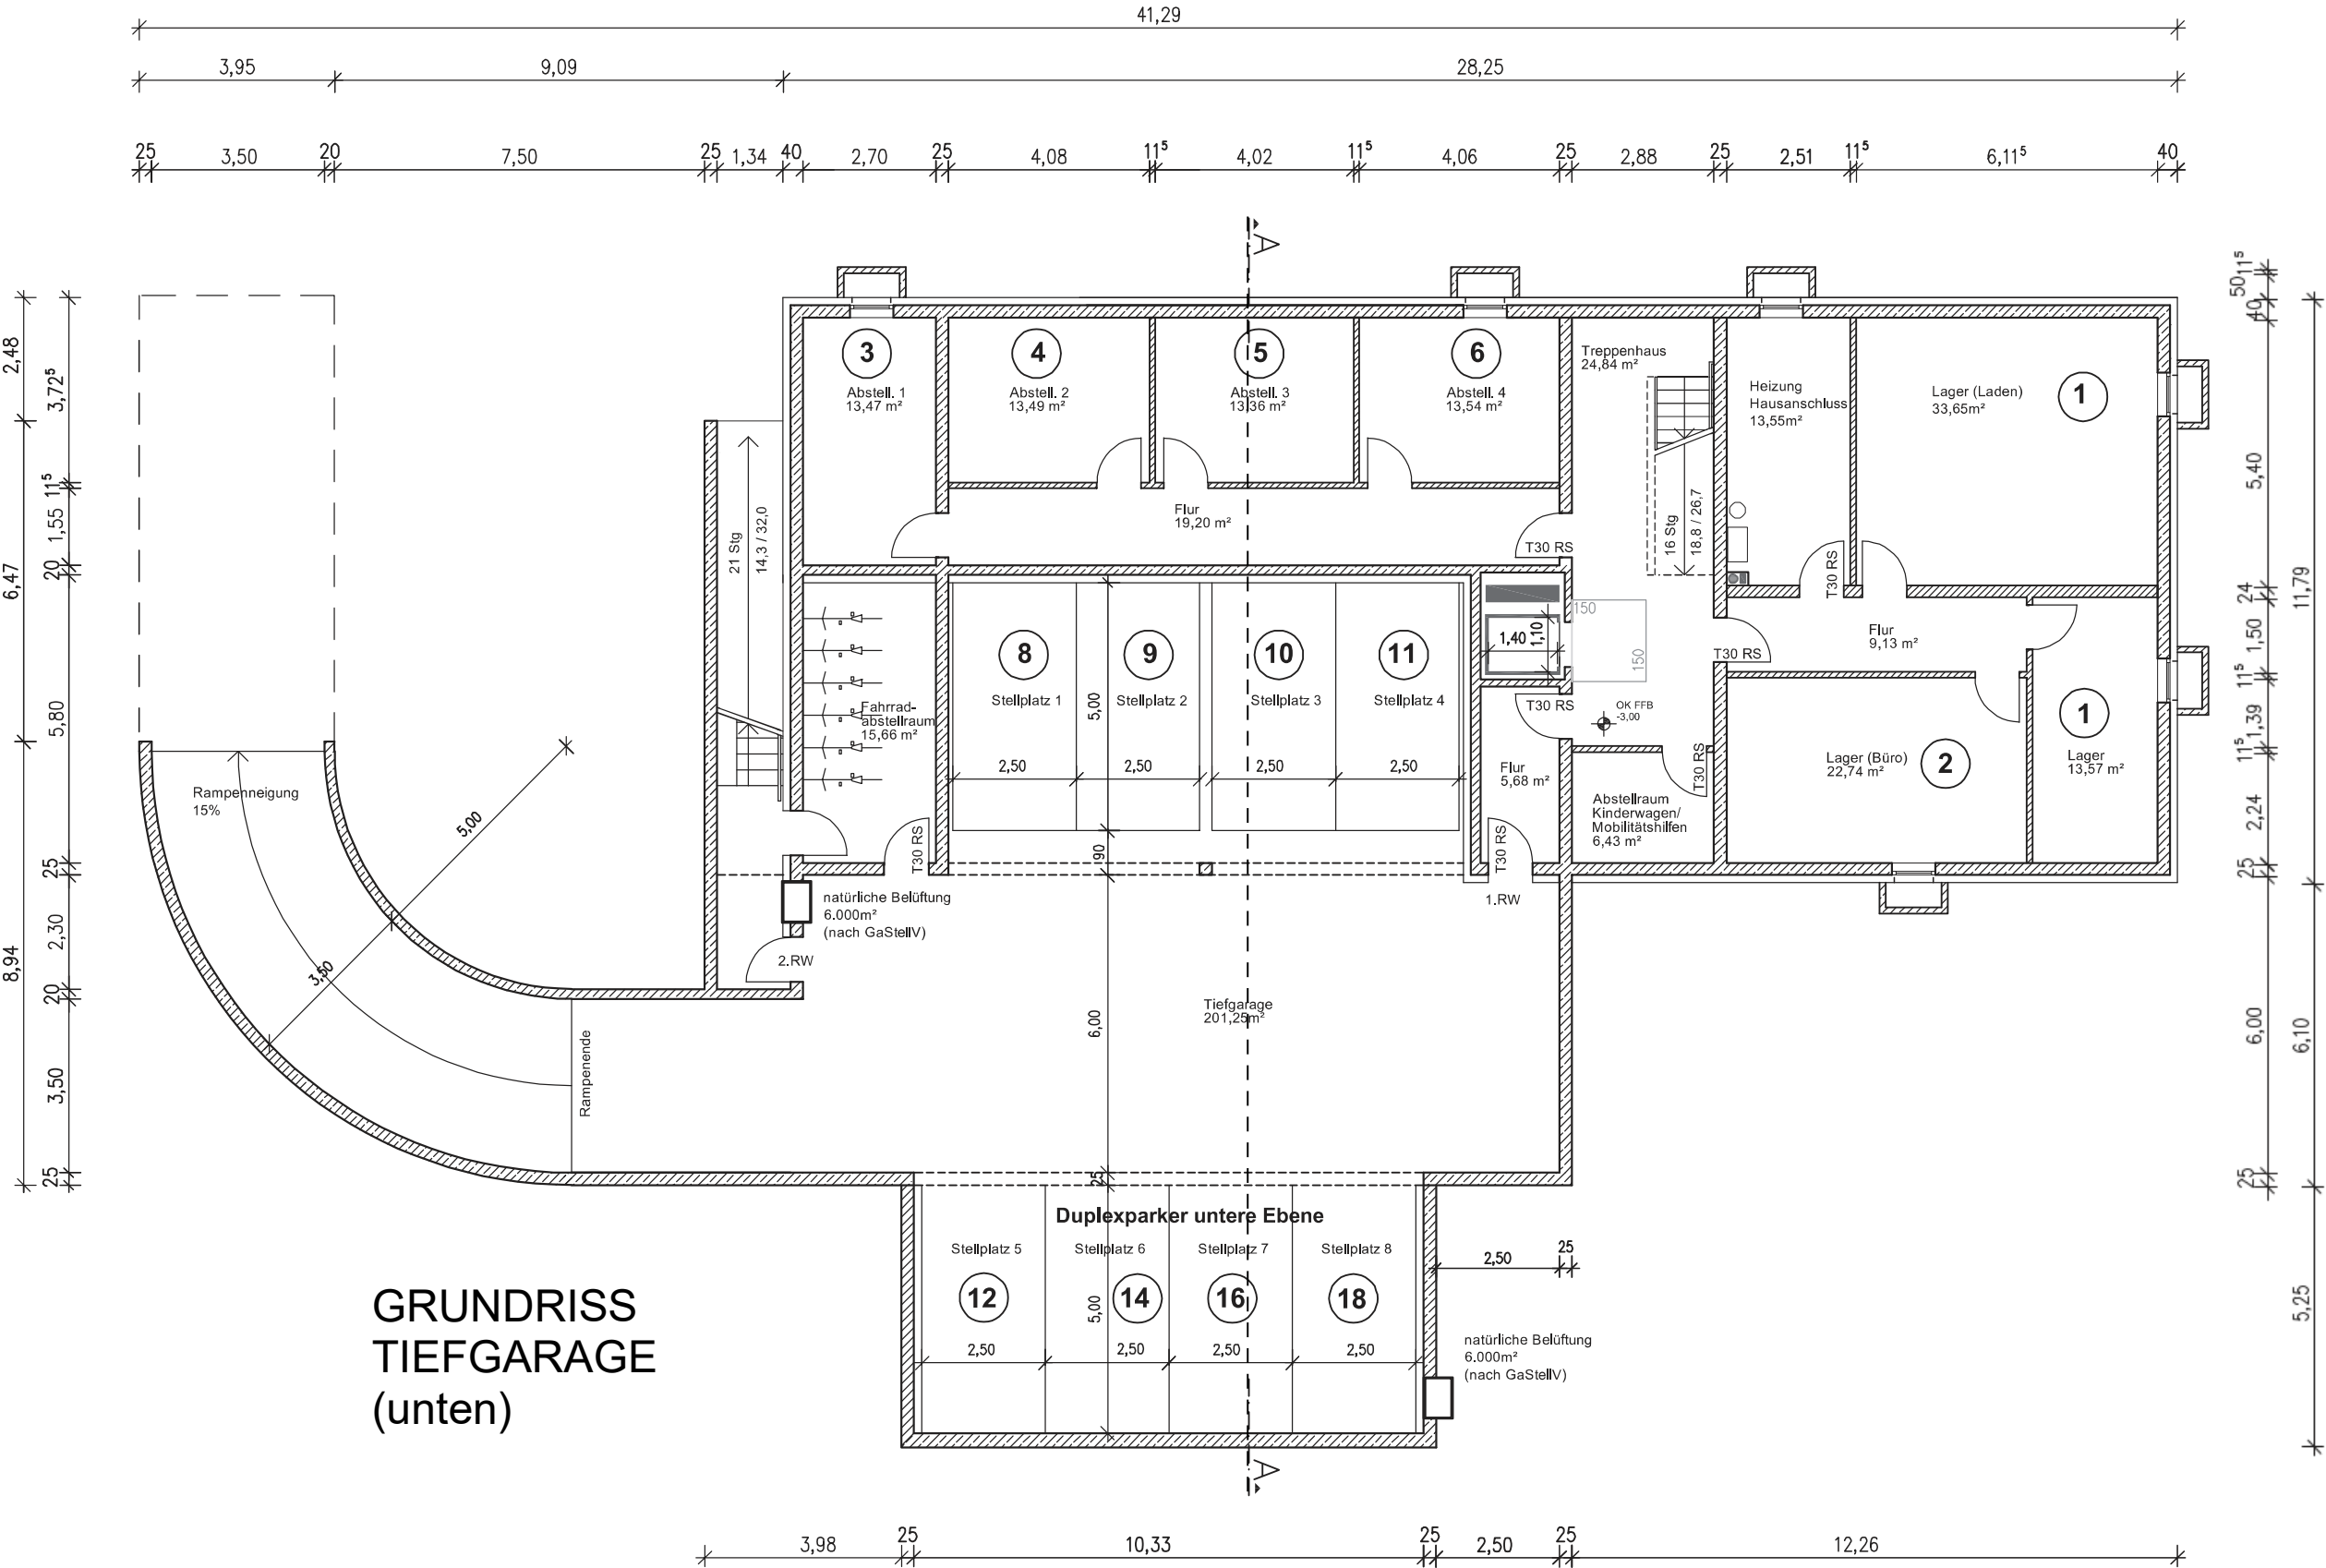 41,29
3,95
9,09
28,25
25
3,50
20
7,50
25
1,34
40
2,70
25
4,08
11⁵
4,02
11⁵
4,06
25
2,88
25
2,51
11⁵
6,11⁵
40
A
2,48
6,47
8,94
3,72⁵
11⁵
1,55
20
5,80
25
2,30
20
3,50
25
3
Abstell. 1
13,47 m²
4
Abstell. 2
13,49 m²
5
Abstell. 3
13,36 m²
6
Abstell. 4
13,54 m²
Treppenhaus
24,84 m²
Heizung
Hausanschluss
13,55m²
Lager (Laden)
33,65m²
1
Flur
19,20 m²
T30 RS
16 Stg
18,8 / 26,7
T30 RS
21 Stg
14,3 / 32,0
8
Stellplatz 1
9
Stellplatz 2
10
Stellplatz 3
11
Stellplatz 4
5,00
2,50
2,50
2,50
2,50
90
1,40
1,10
150
150
T30 RS
Flur
9,13 m²
T30 RS
OK FFB
-3,00
Fahrrad-
abstellraum
15,66 m²
T30 RS
Flur
5,68 m²
T30 RS
Abstellraum
Kinderwagen/
Mobilitätshilfen
6,43 m²
T30 RS
Lager (Büro)
22,74 m²
2
1
Lager
13,57 m²
Rampenneigung
15%
5,00
3,50
Rampenende
natürliche Belüftung
6.000m²
(nach GaStellV)
2.RW
1.RW
Tiefgarage
201,25m²
6,00
25
Duplexparker untere Ebene
Stellplatz 5
Stellplatz 6
Stellplatz 7
Stellplatz 8
12
14
16
18
5,00
2,50
2,50
2,50
2,50
2,50
25
natürliche Belüftung
6.000m²
(nach GaStellV)
GRUNDRISS
TIEFGARAGE
(unten)
A
11⁵
50
40
5,40
24
1,50
11⁵
1,39
11⁵
2,24
25
6,00
25
11,79
6,10
5,25
3,98
25
10,33
25
2,50
25
12,26